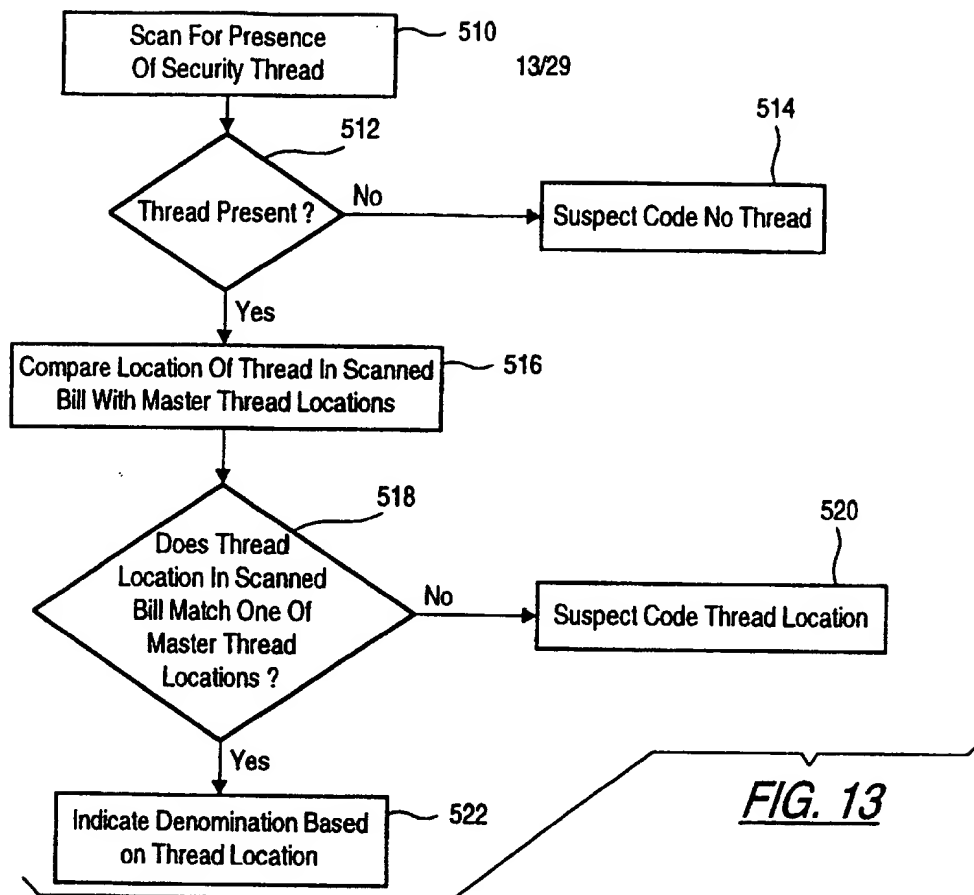 Scan For Presence
Of Security Thread
510
13/29
512
514
Thread Present ?
No
Suspect Code No Thread
Yes
Compare Location Of Thread In Scanned
Bill With Master Thread Locations
516
518
520
Does Thread
Location In Scanned
Bill Match One Of
Master Thread
Locations ?
No
Suspect Code Thread Location
Yes
Indicate Denomination Based
on Thread Location
522
FIG. 13